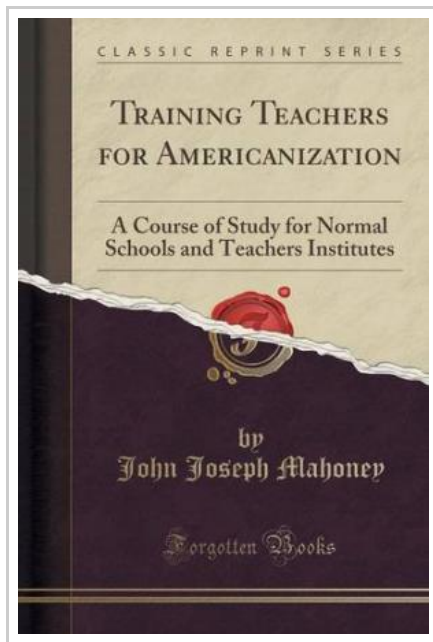 CLASSIC REPRINT SERIES
TRAINING TEACHERS
FOR AMERICANIZATION
A Course of Study for Normal
Schools and Teachers Institutes
by
John Joseph Mahoney
Forgotten Books